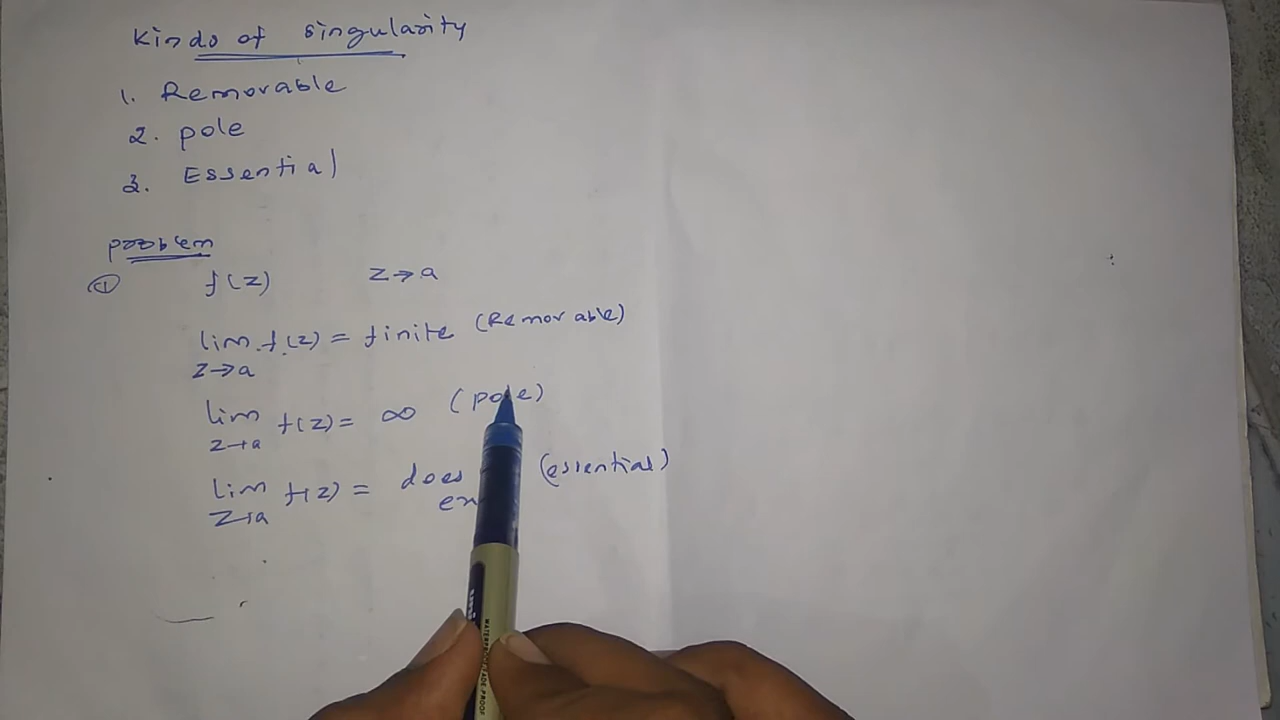 Kinds of singularity
1. Removable
2. pole
3. Essential
problem
① f(z) z→a
lim f(z) = finite (Removable)
z→a
lim f(z) = ∞ (pole)
z→a
lim f(z) = does (essential)
z→a